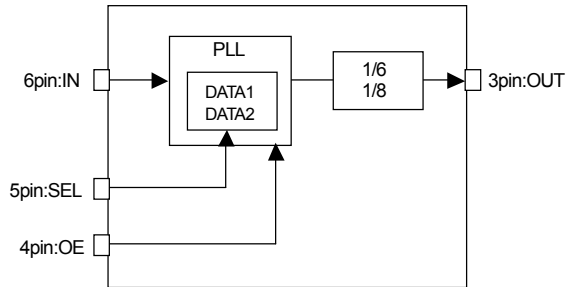 PLL
6pin:IN
DATA1
DATA2
1/6
1/8
3pin:OUT
5pin:SEL
4pin:OE